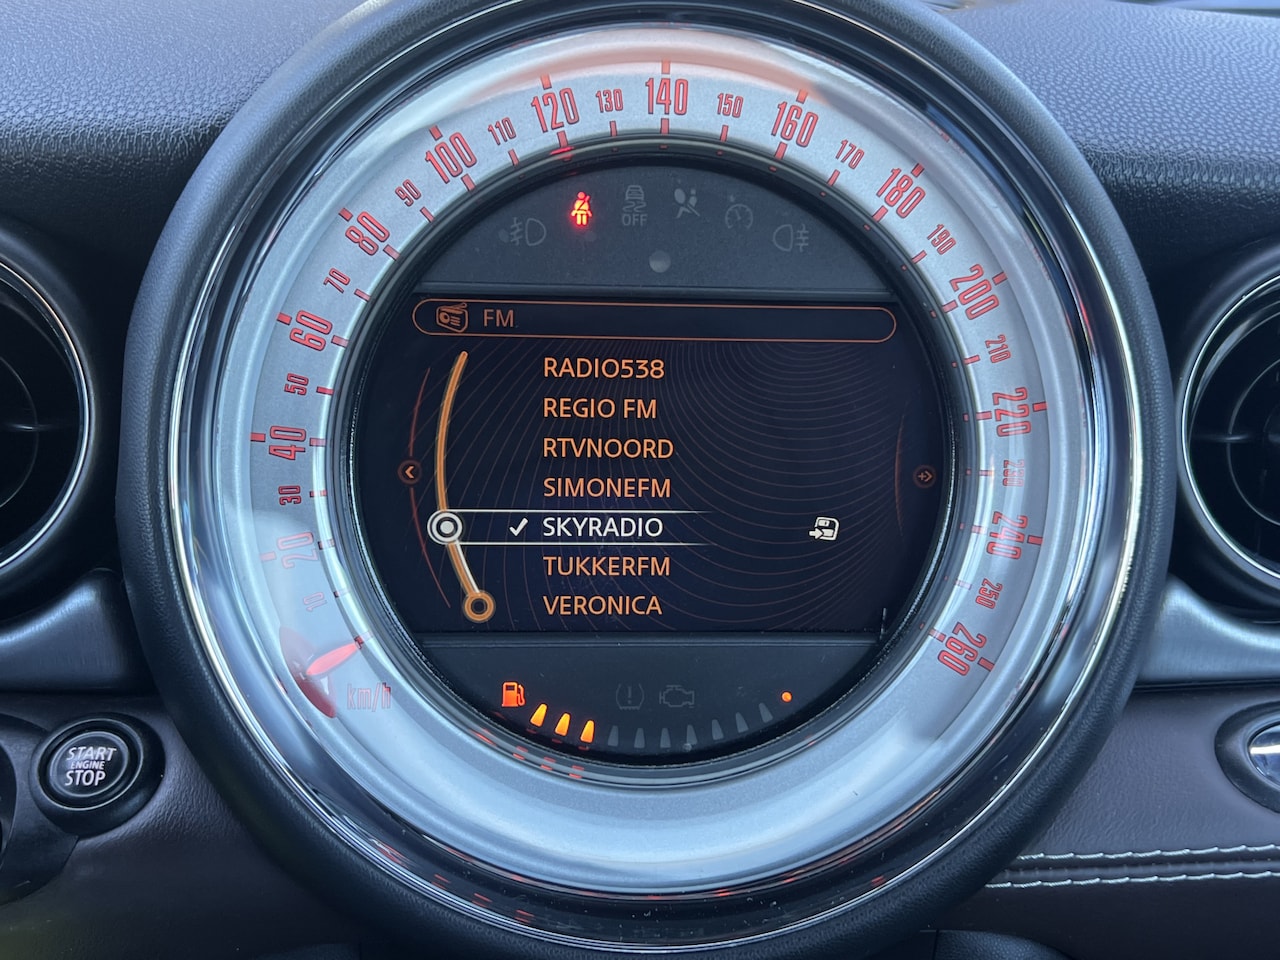 10
20
30
40
50
60
70
80
90
100
110
120
130
140
150
160
170
180
190
200
210
220
230
240
250
260
km/h
OFF
FM
RADIO538
REGIO FM
RTVNOORD
SIMONEFM
SKYRADIO
TUKKERFM
VERONICA
START
ENGINE
STOP